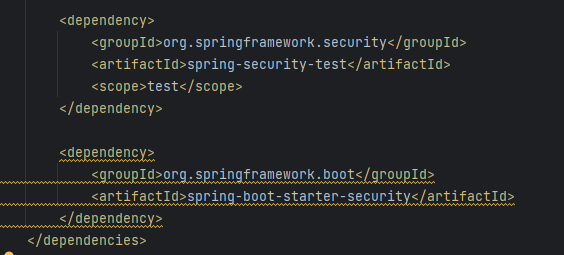 <dependency>
<groupId>org.springframework.security</groupId>
<artifactId>spring-security-test</artifactId>
<scope>test</scope>
</dependency>
<dependency>
<groupId>org.springframework.boot</groupId>
<artifactId>spring-boot-starter-security</artifactId>
</dependency>
</dependencies>